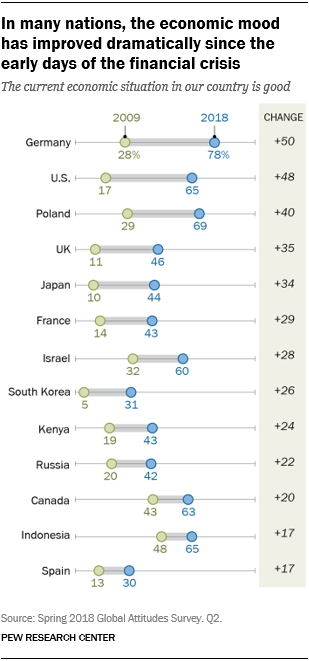 In many nations, the economic mood
has improved dramatically since the
early days of the financial crisis
The current economic situation in our country is good
2009 2018 CHANGE
Germany 28% 78% +50
U.S. 17 65 +48
Poland 29 69 +40
UK 11 46 +35
Japan 10 44 +34
France 14 43 +29
Israel 32 60 +28
South Korea 5 31 +26
Kenya 19 43 +24
Russia 20 42 +22
Canada 43 63 +20
Indonesia 48 65 +17
Spain 13 30 +17
Source: Spring 2018 Global Attitudes Survey. Q2.
PEW RESEARCH CENTER